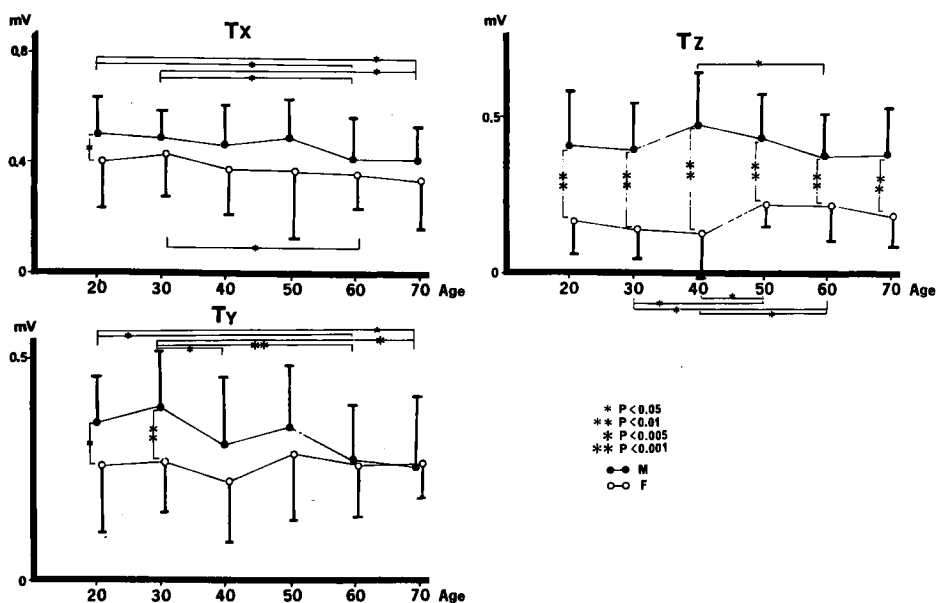 mV
Tx
0.8
*
*
*
*
*
0.4
*
0
20 30 40 50 60 70 Age
mV
Tz
*
0.5
** ** ** ** ** **
0
20 30 40 50 60 70 Age
*
*
*
*
mV
Ty
*
*
*
**
*
0.5
* **
0
20 30 40 50 60 70 Age
* P<0.05
** P<0.01
* P<0.005
** P<0.001
M
F